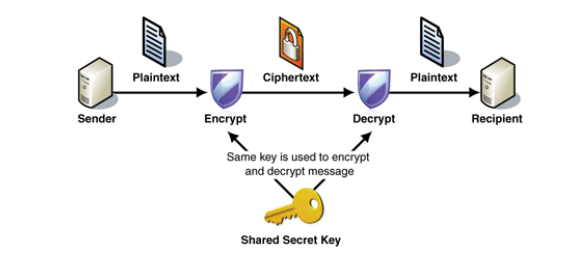 Plaintext
Ciphertext
Plaintext
Sender
Encrypt
Decrypt
Recipient
Same key is used to encrypt
and decrypt message
Shared Secret Key